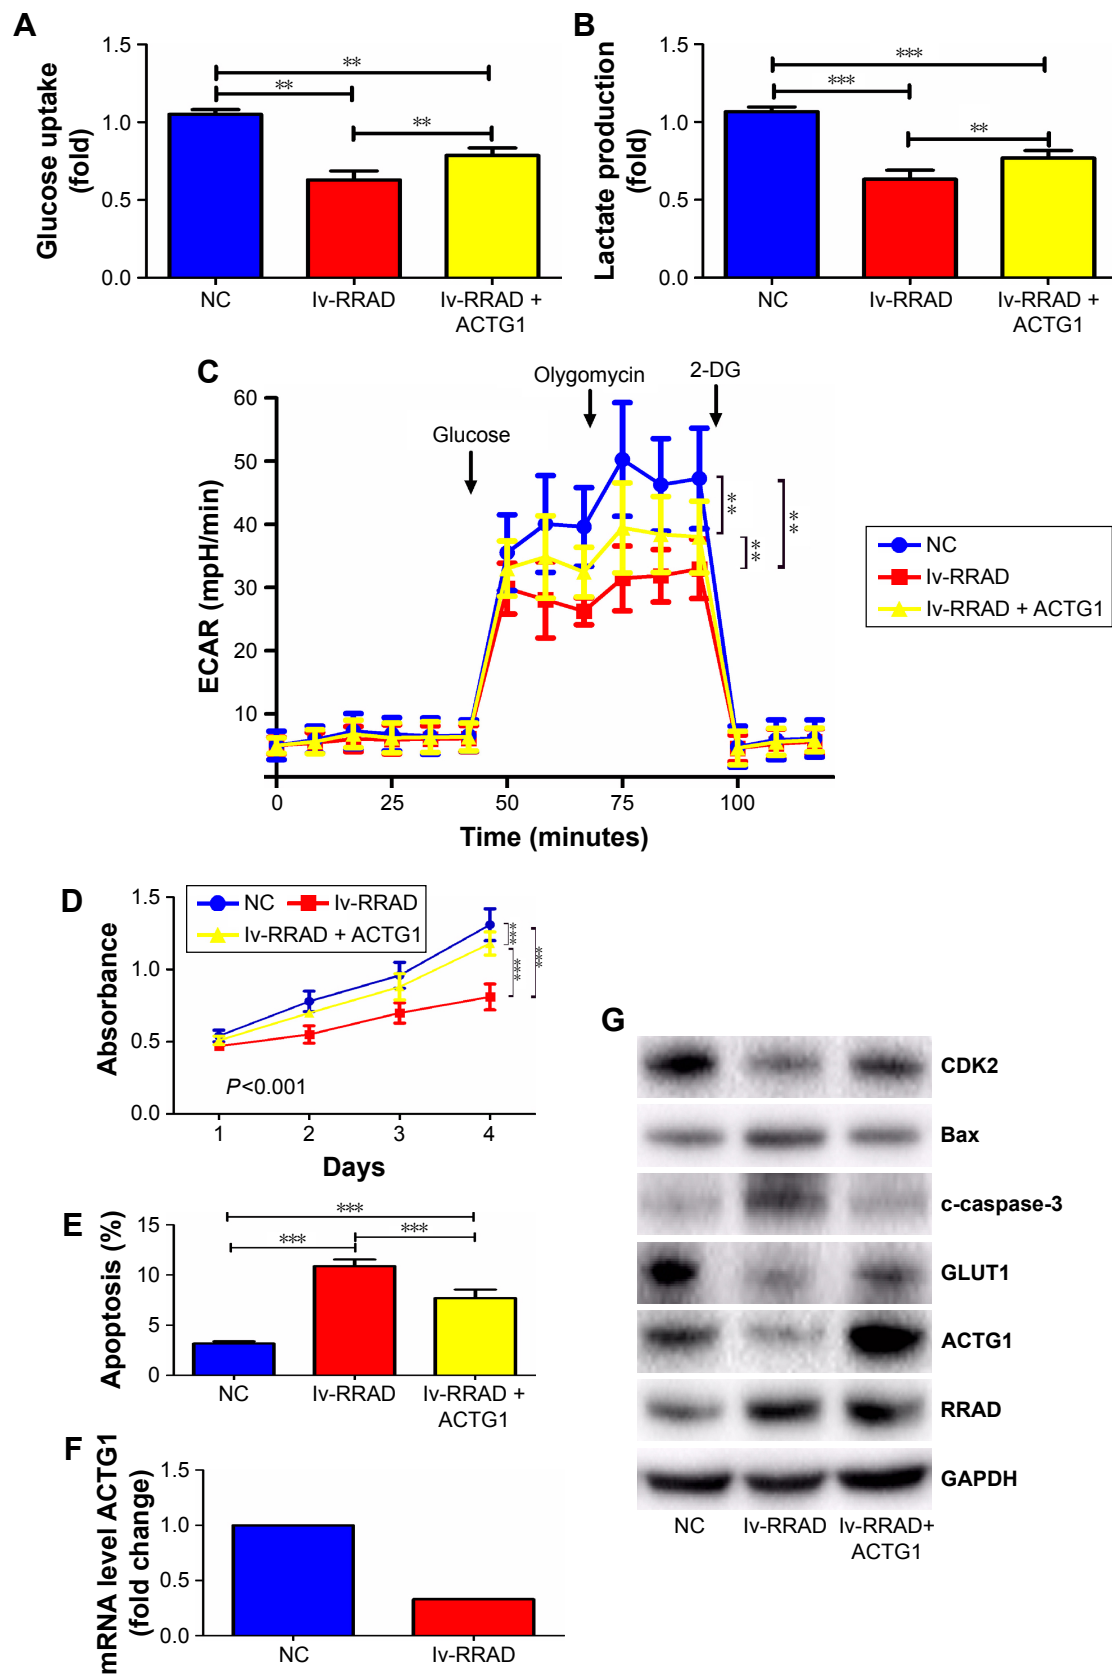 A
Glucose uptake
(fold)
1.5
1.0
0.5
0.0
**
**
**
NC
lv-RRAD
lv-RRAD +
ACTG1
B
Lactate production
(fold)
1.5
1.0
0.5
0.0
***
***
**
NC
lv-RRAD
lv-RRAD +
ACTG1
C
ECAR (mpH/min)
60
50
40
30
20
10
Glucose
Olygomycin
2-DG
**
**
**
0
25
50
75
100
Time (minutes)
NC
lv-RRAD
lv-RRAD + ACTG1
D
Absorbance
1.5
1.0
0.5
0.0
NC
lv-RRAD
lv-RRAD + ACTG1
***
***
***
P<0.001
1
2
3
4
Days
E
Apoptosis (%)
15
10
5
0
***
***
***
NC
lv-RRAD
lv-RRAD +
ACTG1
F
mRNA level ACTG1
(fold change)
1.5
1.0
0.5
0.0
NC
lv-RRAD
G
CDK2
Bax
c-caspase-3
GLUT1
ACTG1
RRAD
GAPDH
NC
lv-RRAD
lv-RRAD+
ACTG1